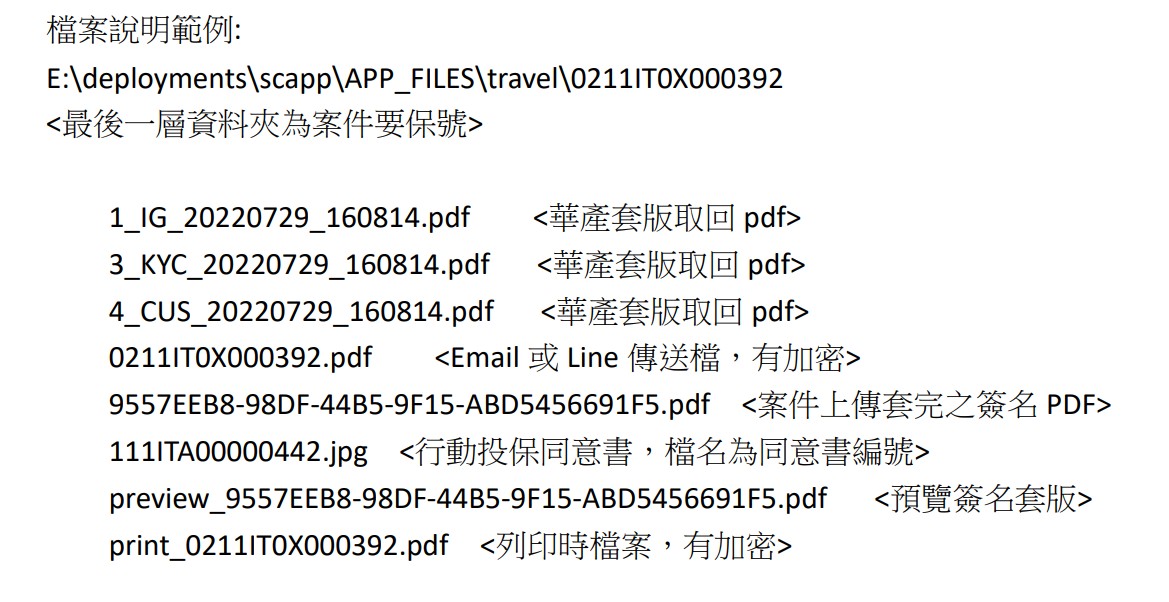 檔案說明範例:
E:\deployments\scapp\APP_FILES\travel\0211IT0X000392
<最後一層資料夾為案件要保號>
1_IG_20220729_160814.pdf <華產套版取回 pdf>
3_KYC_20220729_160814.pdf <華產套版取回 pdf>
4_CUS_20220729_160814.pdf <華產套版取回 pdf>
0211IT0X000392.pdf <Email 或 Line 傳送檔，有加密>
9557EEB8-98DF-44B5-9F15-ABD5456691F5.pdf <案件上傳套完之簽名 PDF>
111ITA00000442.jpg <行動投保同意書，檔名為同意書編號>
preview_9557EEB8-98DF-44B5-9F15-ABD5456691F5.pdf <預覽簽名套版>
print_0211IT0X000392.pdf <列印時檔案，有加密>